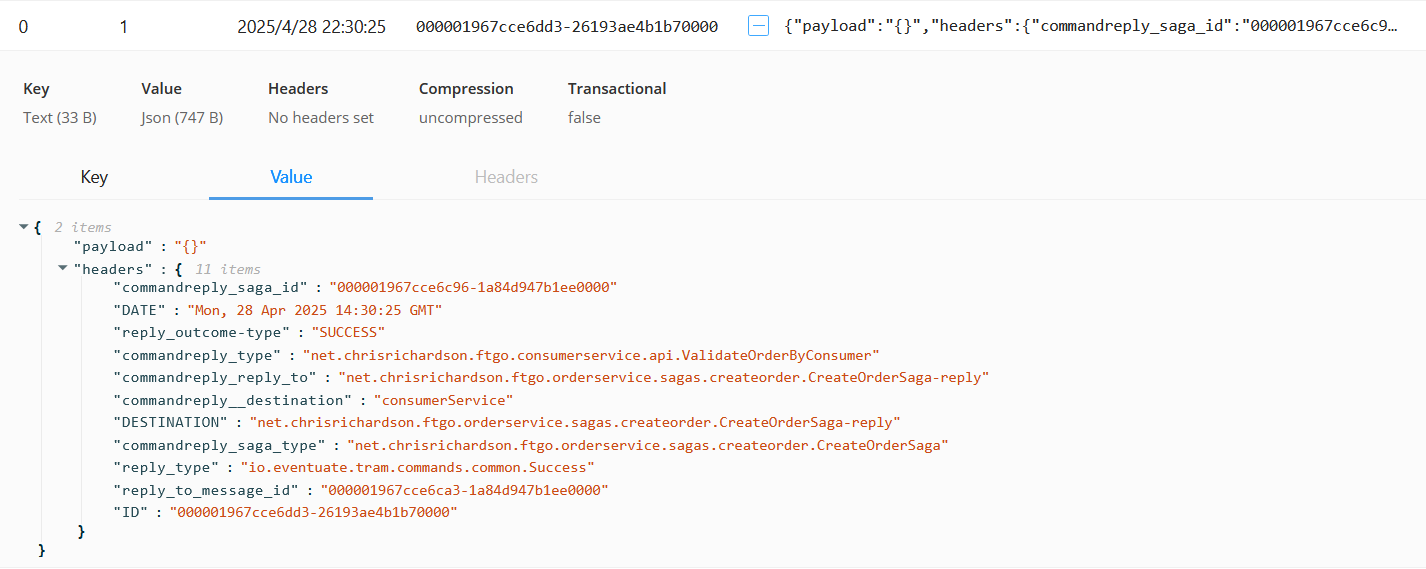 0 1 2025/4/28 22:30:25 000001967cce6dd3-26193ae4b1b70000 {"payload":"{}","headers":{"commandreply_saga_id":"000001967cce6c9...
Key Value Headers Compression Transactional
Text (33 B) Json (747 B) No headers set uncompressed false
Key Value Headers
{ 2 items
"payload" : "{}"
"headers" : { 11 items
"commandreply_saga_id" : "000001967cce6c96-1a84d947b1ee0000"
"DATE" : "Mon, 28 Apr 2025 14:30:25 GMT"
"reply_outcome-type" : "SUCCESS"
"commandreply_type" : "net.chrisrichardson.ftgo.consumerservice.api.ValidateOrderByConsumer"
"commandreply_reply_to" : "net.chrisrichardson.ftgo.orderservice.sagas.createorder.CreateOrderSaga-reply"
"commandreply__destination" : "consumerService"
"DESTINATION" : "net.chrisrichardson.ftgo.orderservice.sagas.createorder.CreateOrderSaga-reply"
"commandreply_saga_type" : "net.chrisrichardson.ftgo.orderservice.sagas.createorder.CreateOrderSaga"
"reply_type" : "io.eventuate.tram.commands.common.Success"
"reply_to_message_id" : "000001967cce6ca3-1a84d947b1ee0000"
"ID" : "000001967cce6dd3-26193ae4b1b70000"
}
}